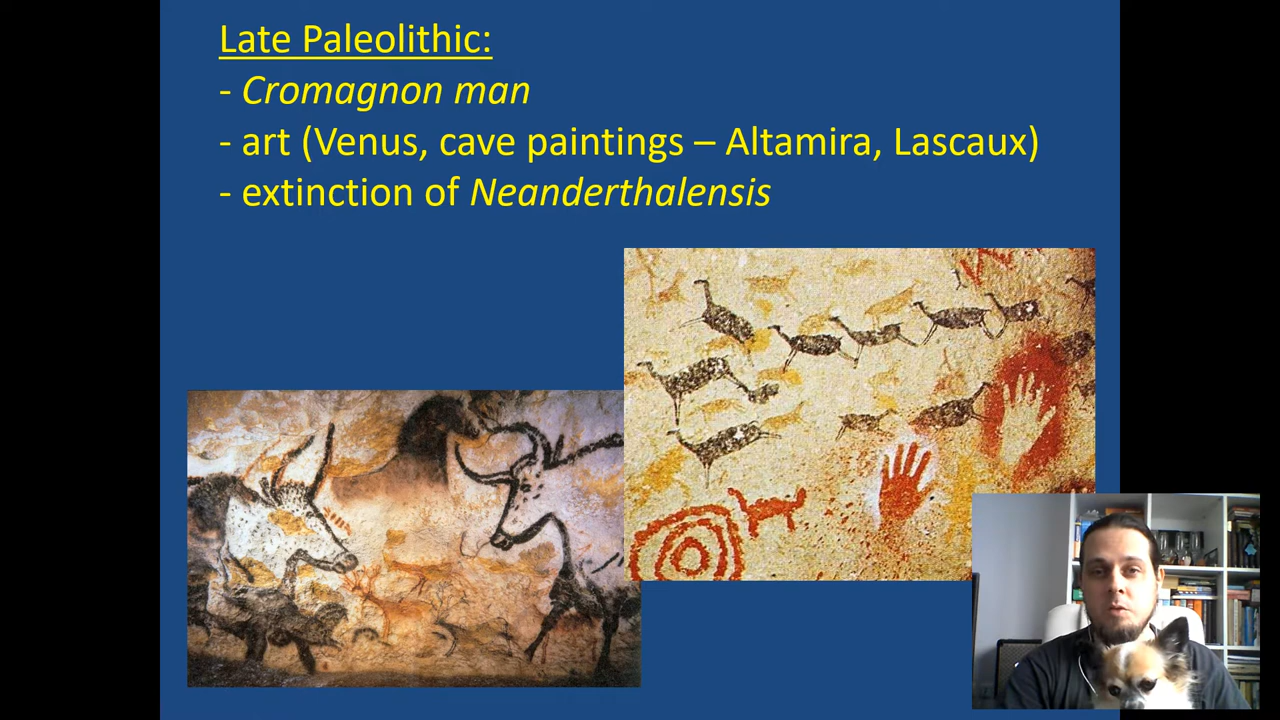 Late Paleolithic:
- Cromagnon man
- art (Venus, cave paintings – Altamira, Lascaux)
- extinction of Neanderthalensis